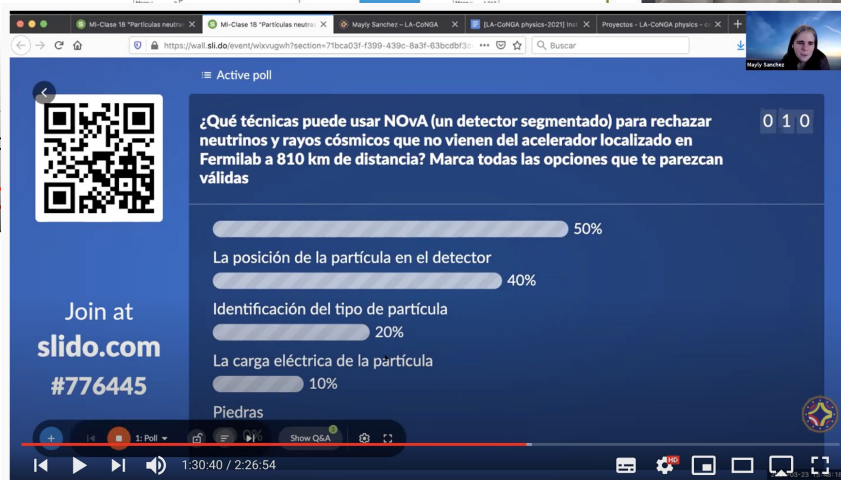 MI-Clase 18 "Partículas neutra
MI-Clase 18 "Partículas neutra
Mayly Sanchez – LA-CoNGA
[LA-CoNGA physics-2021] Inst
Proyectos - LA-CoNGA physics -
https://wall.sli.do/event/wixvugwh?section=71bca03f-f399-439c-8a3f-63bcdbf3
Buscar
Mayly Sanchez
Active poll
¿Qué técnicas puede usar NOvA (un detector segmentado) para rechazar
neutrinos y rayos cósmicos que no vienen del acelerador localizado en
Fermilab a 810 km de distancia? Marca todas las opciones que te parezcan
válidas
0 1 0
50%
La posición de la partícula en el detector
40%
Identificación del tipo de partícula
20%
La carga eléctrica de la partícula
10%
Piedras
0%
Join at
slido.com
#776445
1: Poll
Show Q&A
1:30:40 / 2:26:54
HD